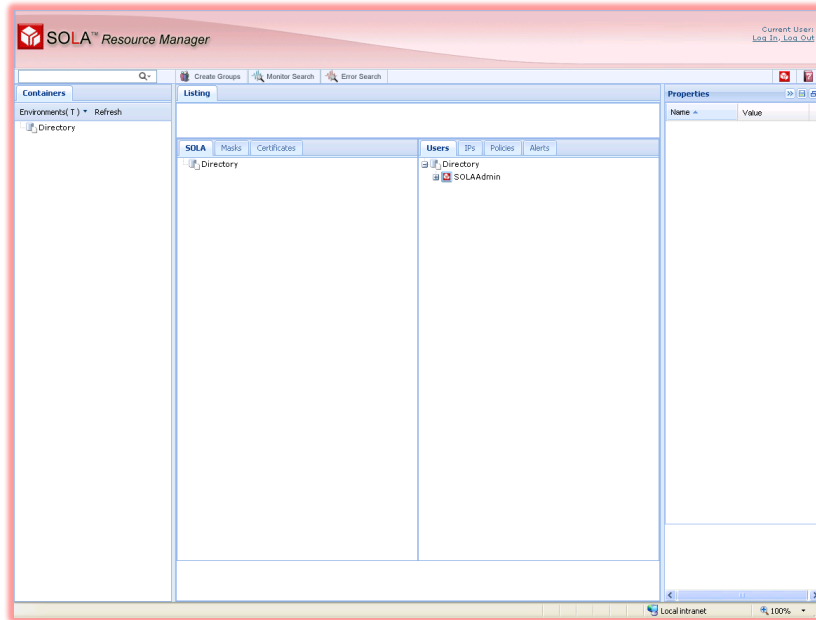 SOLA™ Resource Manager
Current User:
Log In, Log Out
Create Groups
Monitor Search
Error Search
Containers
Listing
Properties
Environments( T )
Refresh
Name
Value
Directory
SOLA
Masks
Certificates
Users
IPs
Policies
Alerts
Directory
Directory
SOLAAdmin
Local intranet
100%